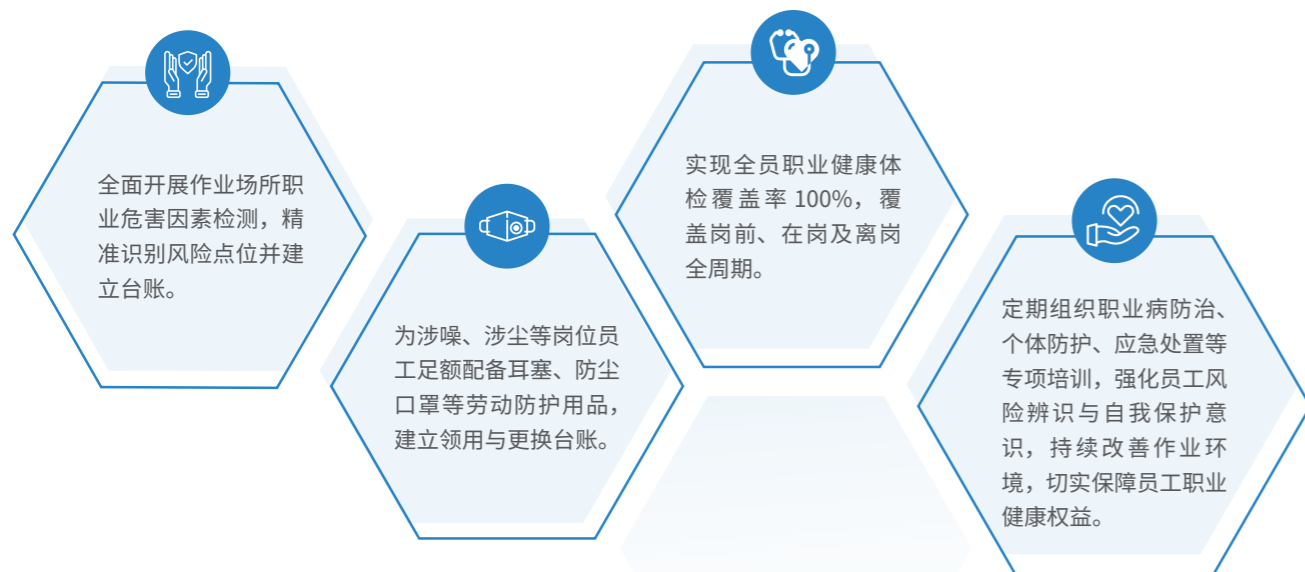 全面开展作业场所职
业危害因素检测，精
准识别风险点位并建
立台账。
为涉噪、涉尘等岗位员
工足额配备耳塞、防尘
口罩等劳动防护用品，
建立领用与更换台账。
实现全员职业健康体
检覆盖率 100%，覆
盖岗前、在岗及离岗
全周期。
定期组织职业病防治、
个体防护、应急处置等
专项培训，强化员工风
险辨识与自我保护意
识，持续改善作业环
境，切实保障员工职业
健康权益。